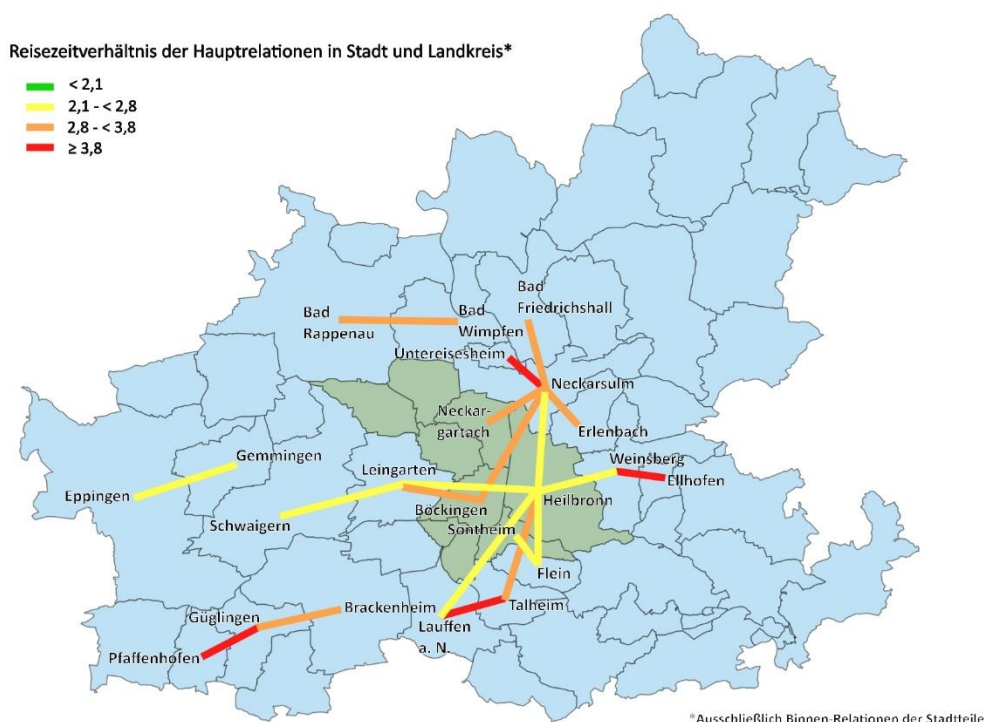 Reisezeitverhältnis der Hauptrelationen in Stadt und Landkreis*
< 2,1
2,1 - < 2,8
2,8 - < 3,8
≥ 3,8
Bad
Rappenau
Bad
Wimpfen
Bad
Friedrichshall
Untereisesheim
Neckarsulm
Neckar-
gartach
Erlenbach
Weinsberg
Ellhofen
Gemmingen
Leingarten
Eppingen
Schwaigern
Böckingen
Heilbronn
Sontheim
Flein
Talheim
Brackenheim
Güglingen
Lauffen
a. N.
Pfaffenhofen
*Ausschließlich Binnen-Relationen der Stadtteile